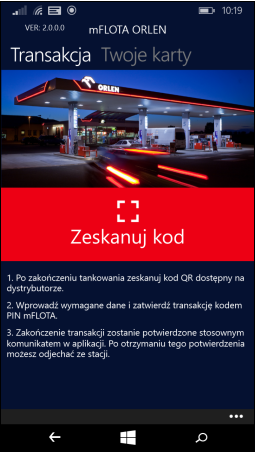 10:19
VER: 2.0.0.0 mFLOTA ORLEN
Transakcja Twoje karty
ORLEN
Zeskanuj kod
1. Po zakończeniu tankowania zeskanuj kod QR dostępny na
dystrybutorze.
2. Wprowadź wymagane dane i zatwierdź transakcję kodem
PIN mFLOTA.
3. Zakończenie transakcji zostanie potwierdzone stosownym
komunikatem w aplikacji. Po otrzymaniu tego potwierdzenia
możesz odjechać ze stacji.